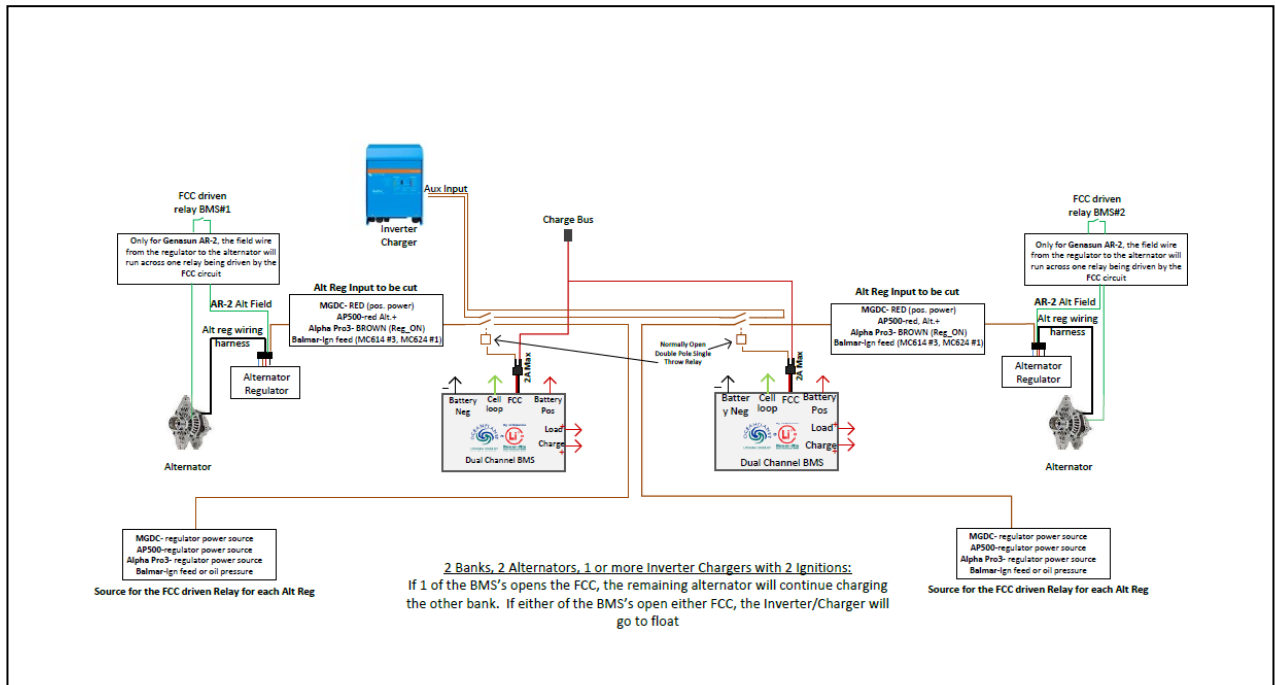 Aux Input
Inverter
Charger
FCC driven
relay BMS#1
Only for Genasun AR-2, the field wire
from the regulator to the alternator will
run across one relay being driven by the
FCC circuit
AR-2 Alt Field
Alt reg wiring
harness
Alternator
Regulator
Alternator
Alt Reg Input to be cut
MGDC- RED (pos. power)
AP500-red Alt.+
Alpha Pro3- BROWN (Reg_ON)
Balmar-Ign feed (MC614 #3, MC624 #1)
Charge Bus
Normally Open
Double Pole Single
Throw Relay
2A Max
Battery
Neg
Cell
loop
FCC
Battery
Pos
Load
Charge
Dual Channel BMS
2A Max
Batter
y Neg
Cell
loop
FCC
Battery
Pos
Load
Charge
Dual Channel BMS
Alt Reg Input to be cut
MGDC- RED (pos. power)
AP500-red, Alt.+
Alpha Pro3- BROWN (Reg_ON)
Balmar-Ign feed (MC614 #3, MC624 #1)
FCC driven
relay BMS#2
Only for Genasun AR-2, the field wire
from the regulator to the alternator will
run across one relay being driven by the
FCC circuit
AR-2 Alt Field
Alt reg wiring
harness
Alternator
Regulator
Alternator
MGDC- regulator power source
AP500-regulator power source
Alpha Pro3- regulator power source
Balmar-Ign feed or oil pressure
Source for the FCC driven Relay for each Alt Reg
2 Banks, 2 Alternators, 1 or more Inverter Chargers with 2 Ignitions:
If 1 of the BMS's opens the FCC, the remaining alternator will continue charging
the other bank. If either of the BMS's open either FCC, the Inverter/Charger will
go to float
MGDC- regulator power source
AP500-regulator power source
Alpha Pro3- regulator power source
Balmar-Ign feed or oil pressure
Source for the FCC driven Relay for each Alt Reg